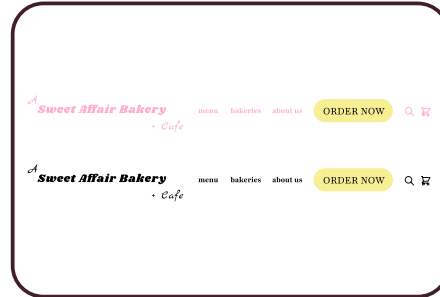 A
Sweet Affair Bakery
+ Cafe
menu bakeries about us ORDER NOW
A
Sweet Affair Bakery
+ Cafe
menu bakeries about us ORDER NOW